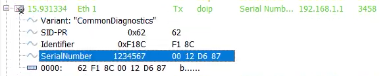 15.931334 Eth 1 Tx doip Serial Num... 192.168.1.1 3458
Variant: "CommonDiagnostics"
SID-PR 0x62 62
Identifier 0xF18C F1 8C
SerialNumber 1234567 00 12 D6 87
0000: 62 F1 8C 00 12 D6 87 b......